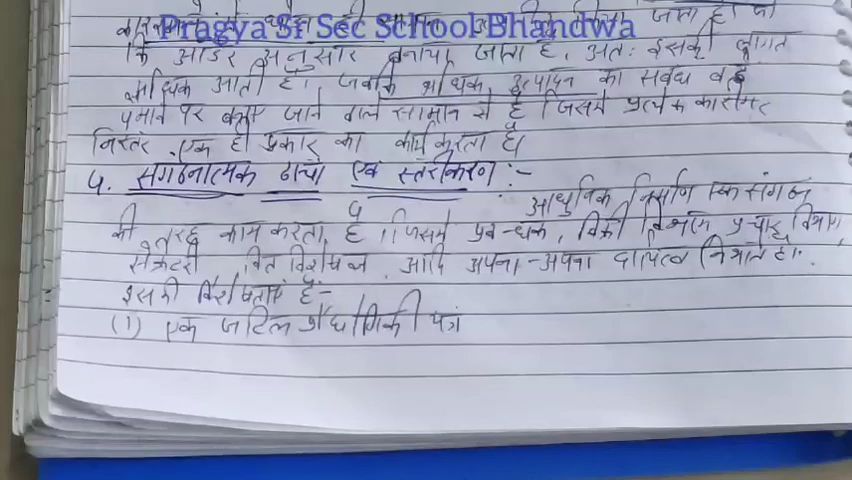 Pragya Sr Sec School Bhandwa
कि आर्डर अनुसार बनाया जाता है, अतः इसकी लागत
अधिक आती है। जबकि अधिक उत्पादन का संबंध बड़े
पैमाने पर बनाए जाने वाले सामान से है जिसमें प्रत्येक कारीगर
निरंतर एक ही प्रकार का कार्य करता है।
५. संगठनात्मक ढांचा एवं स्तरीकरण:-
आधुनिक निर्माण एक संगठन
की तरह काम करता है। जिसमें प्रबन्धक, बिक्री विभाग प्रचार विभाग,
सेक्रेटरी वित विशेषज्ञ आदि अपना-अपना दायित्व निभाते है।
इसकी विशेषताएं हैं-
(1) एक जटिल प्रौद्योगिकी यंत्र